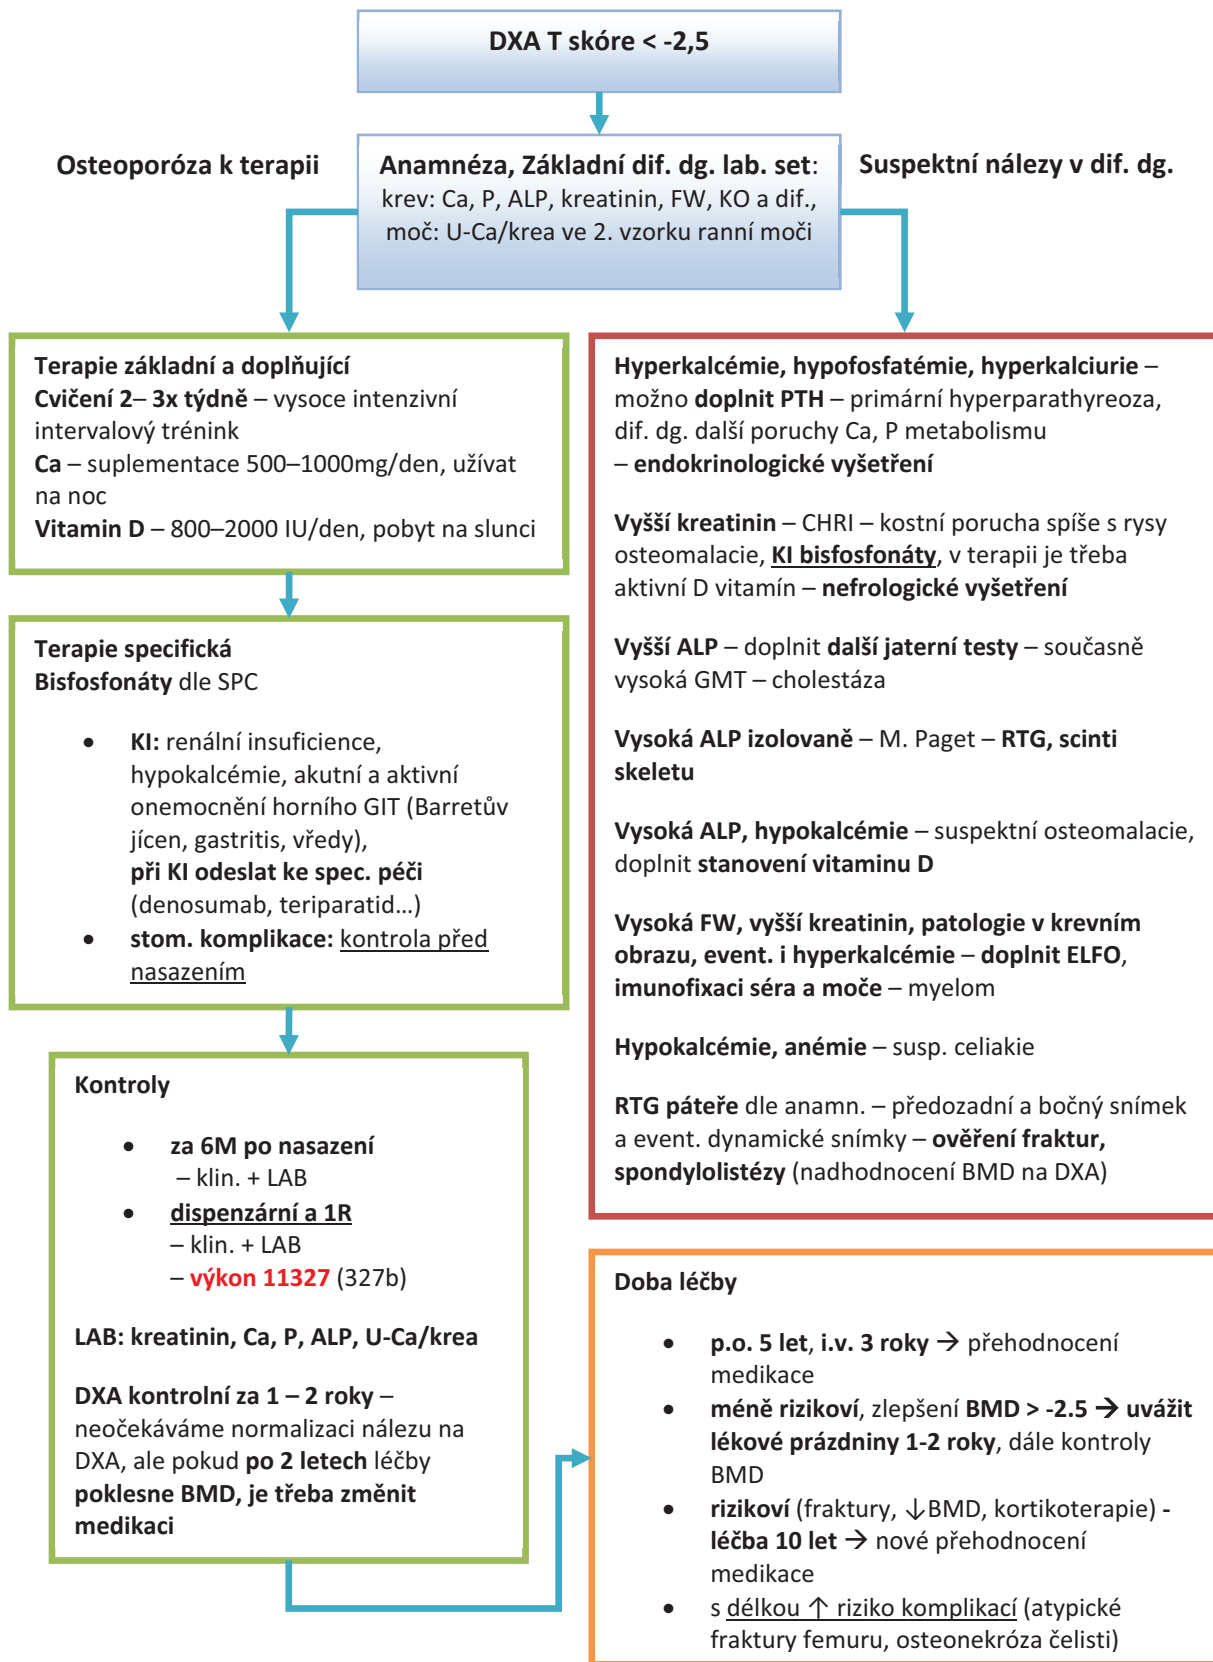 DXA T skóre < -2,5
Osteoporóza k terapii
Anamnéza, Základní dif. dg. lab. set:
krev: Ca, P, ALP, kreatinin, FW, KO a dif.,
moč: U-Ca/krea ve 2. vzorku ranní moči
Suspektní nálezy v dif. dg.
Terapie základní a doplňující
Cvičení 2– 3x týdně – vysoce intenzivní
intervalový trénink
Ca – suplementace 500–1000mg/den, užívat
na noc
Vitamin D – 800–2000 IU/den, pobyt na slunci
Terapie specifická
Bisfosfonáty dle SPC
• KI: renální insuficience,
hypokalcémie, akutní a aktivní
onemocnění horního GIT (Barretův
jícen, gastritis, vředy),
při KI odeslat ke spec. péči
(denosumab, teriparatid…)
• stom. komplikace: kontrola před
nasazením
Kontroly
• za 6M po nasazení
– klin. + LAB
• dispenzární a 1R
– klin. + LAB
– výkon 11327 (327b)
LAB: kreatinin, Ca, P, ALP, U-Ca/krea
DXA kontrolní za 1 – 2 roky –
neočekáváme normalizaci nálezu na
DXA, ale pokud po 2 letech léčby
poklesne BMD, je třeba změnit
medikaci
Hyperkalcémie, hypofosfatémie, hyperkalciurie –
možno doplnit PTH – primární hyperparathyreoza,
dif. dg. další poruchy Ca, P metabolismu
– endokrinologické vyšetření
Vyšší kreatinin – CHRI – kostní porucha spíše s rysy
osteomalacie, KI bisfosfonáty, v terapii je třeba
aktivní D vitamín – nefrologické vyšetření
Vyšší ALP – doplnit další jaterní testy – současně
vysoká GMT – cholestáza
Vysoká ALP izolovaně – M. Paget – RTG, scinti
skeletu
Vysoká ALP, hypokalcémie – suspektní osteomalacie,
doplnit stanovení vitaminu D
Vysoká FW, vyšší kreatinin, patologie v krevním
obrazu, event. i hyperkalcémie – doplnit ELFO,
imunofixaci séra a moče – myelom
Hypokalcémie, anémie – susp. celiakie
RTG páteře dle anamn. – předozadní a bočný snímek
a event. dynamické snímky – ověření fraktur,
spondylolistézy (nadhodnocení BMD na DXA)
Doba léčby
• p.o. 5 let, i.v. 3 roky → přehodnocení
medikace
• méně rizikoví, zlepšení BMD > -2.5 → uvážit
lékové prázdniny 1-2 roky, dále kontroly
BMD
• rizikoví (fraktury, ↓BMD, kortikoterapie) -
léčba 10 let → nové přehodnocení
medikace
• s délkou ↑ riziko komplikací (atypické
fraktury femuru, osteonekróza čelisti)